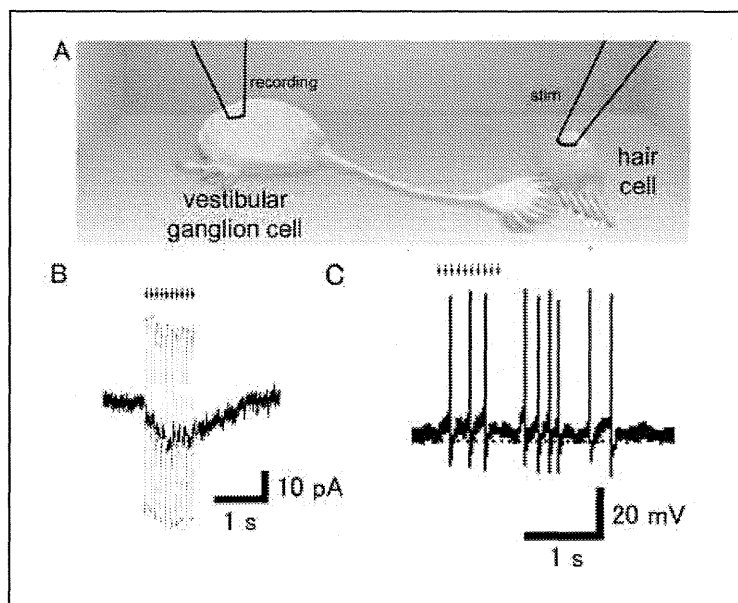 A
recording
stim
hair
cell
vestibular
ganglion cell
B
C
10 pA
1 s
20 mV
1 s